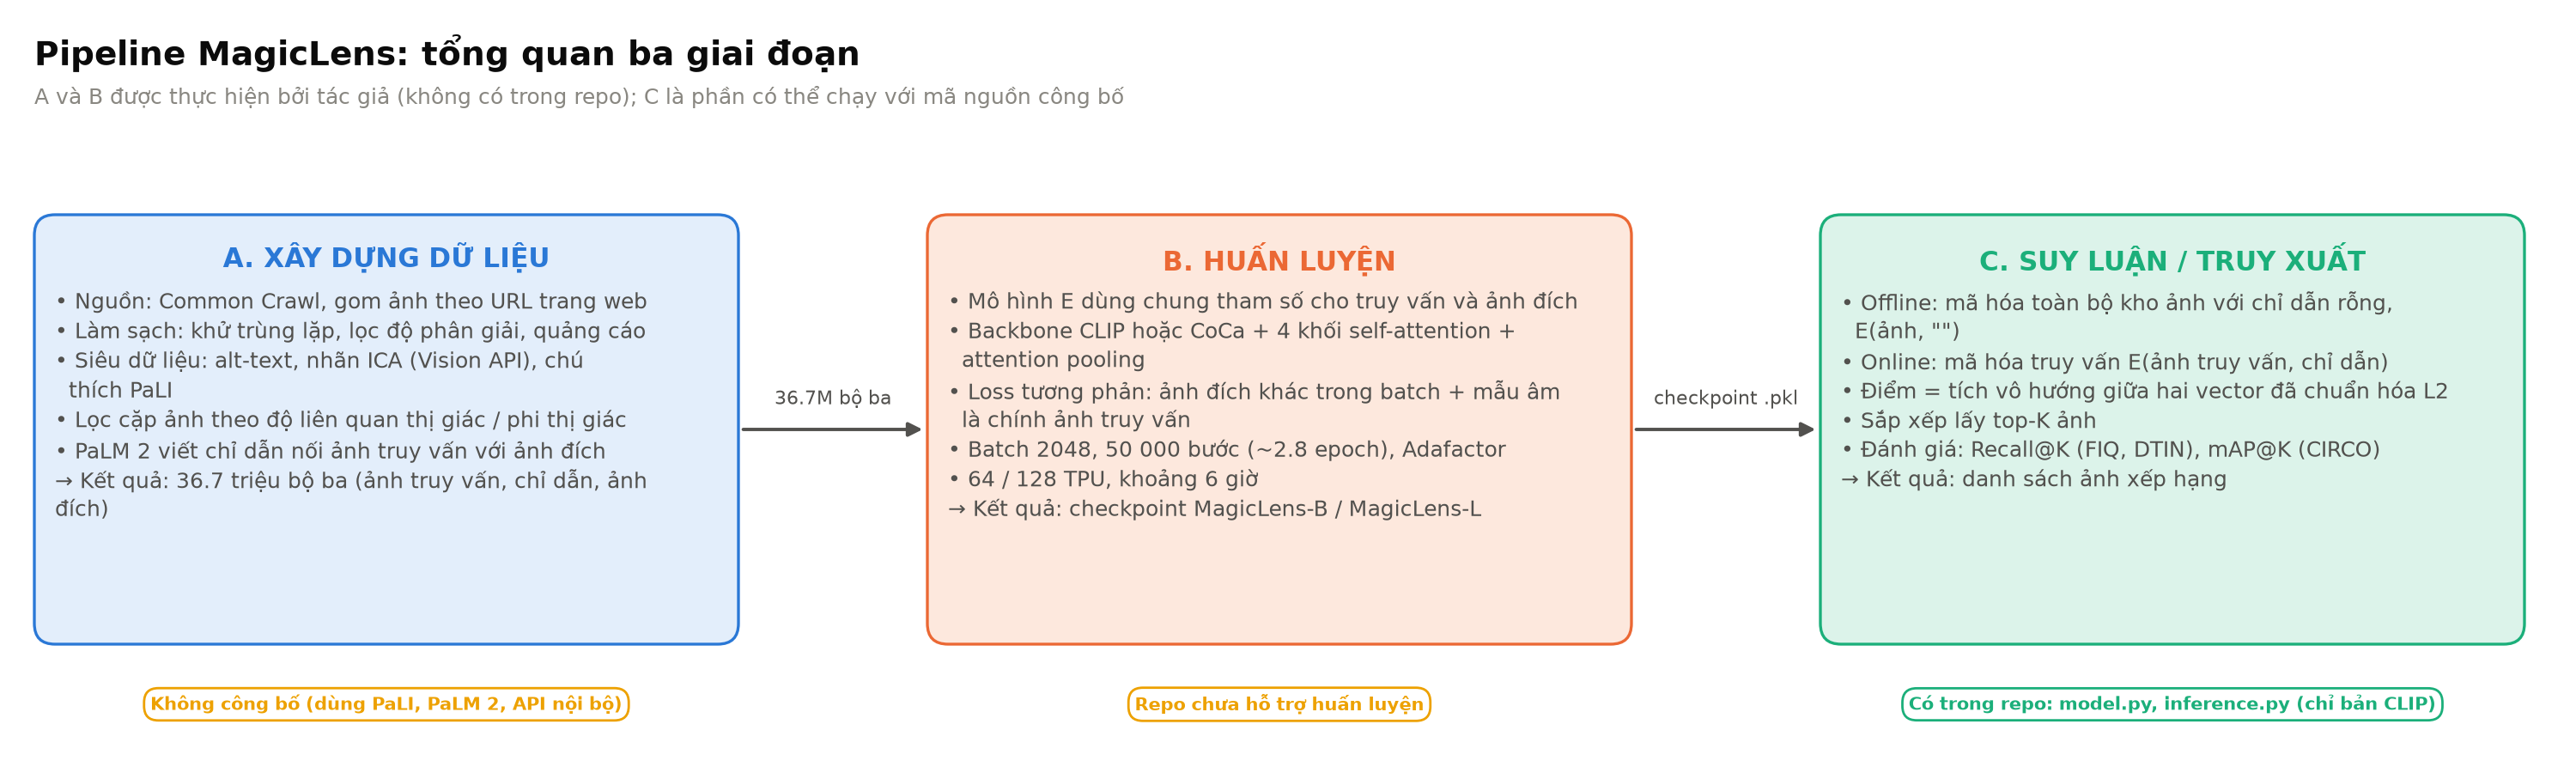 Pipeline MagicLens: tổng quan ba giai đoạn
A và B được thực hiện bởi tác giả (không có trong repo); C là phần có thể chạy với mã nguồn công bố
A. XÂY DỰNG DỮ LIỆU
• Nguồn: Common Crawl, gom ảnh theo URL trang web
• Làm sạch: khử trùng lặp, lọc độ phân giải, quảng cáo
• Siêu dữ liệu: alt-text, nhãn ICA (Vision API), chú
thích PaLI
• Lọc cặp ảnh theo độ liên quan thị giác / phi thị giác
• PaLM 2 viết chỉ dẫn nối ảnh truy vấn với ảnh đích
→ Kết quả: 36.7 triệu bộ ba (ảnh truy vấn, chỉ dẫn, ảnh
đích)
36.7M bộ ba
B. HUẤN LUYỆN
• Mô hình E dùng chung tham số cho truy vấn và ảnh đích
• Backbone CLIP hoặc CoCa + 4 khối self-attention +
attention pooling
• Loss tương phản: ảnh đích khác trong batch + mẫu âm
là chính ảnh truy vấn
• Batch 2048, 50 000 bước (~2.8 epoch), Adafactor
• 64 / 128 TPU, khoảng 6 giờ
→ Kết quả: checkpoint MagicLens-B / MagicLens-L
checkpoint .pkl
C. SUY LUẬN / TRUY XUẤT
• Offline: mã hóa toàn bộ kho ảnh với chỉ dẫn rỗng,
E(ảnh, "")
• Online: mã hóa truy vấn E(ảnh truy vấn, chỉ dẫn)
• Điểm = tích vô hướng giữa hai vector đã chuẩn hóa L2
• Sắp xếp lấy top-K ảnh
• Đánh giá: Recall@K (FIQ, DTIN), mAP@K (CIRCO)
→ Kết quả: danh sách ảnh xếp hạng
Không công bố (dùng PaLI, PaLM 2, API nội bộ)
Repo chưa hỗ trợ huấn luyện
Có trong repo: model.py, inference.py (chỉ bản CLIP)